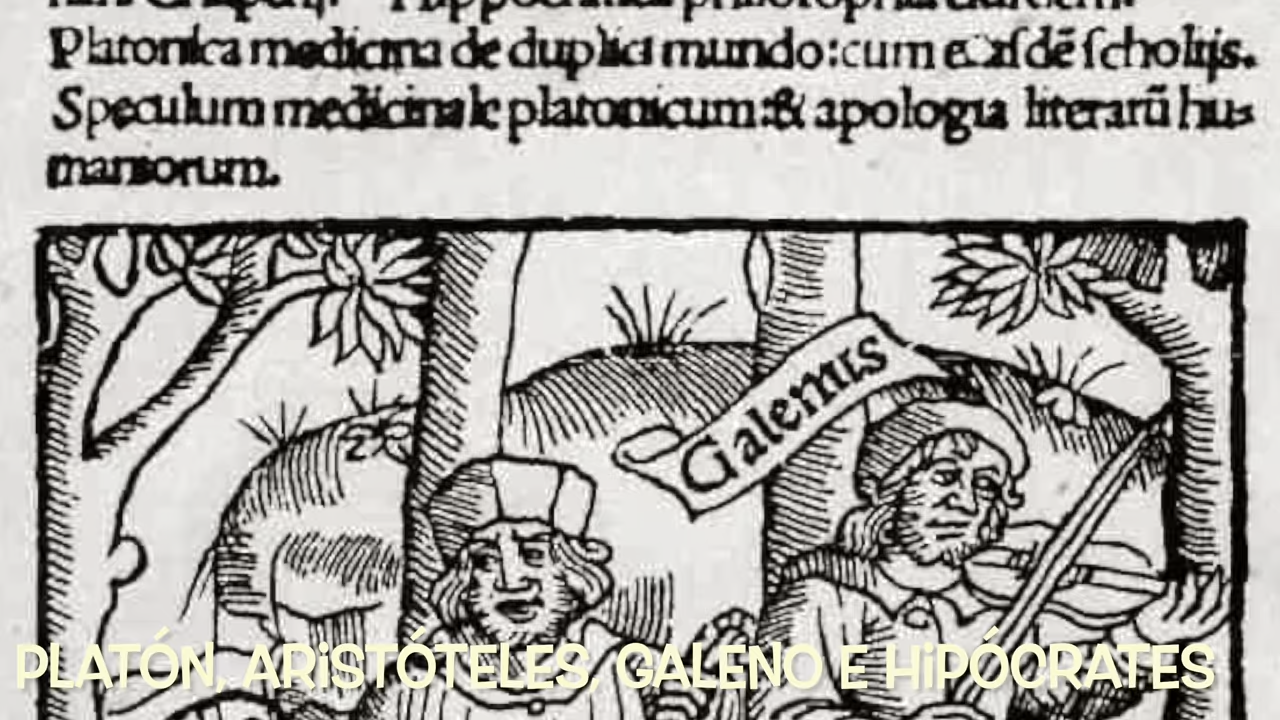 Platonica medicina de duplici mundo: cum eiusdē ſcholijs.
Speculum medicinale platonicum: & apologia literarū hu-
manorum.
Galenus
PLATÓN, ARiSTÓTELES, GALENO E HiPÓCRATES